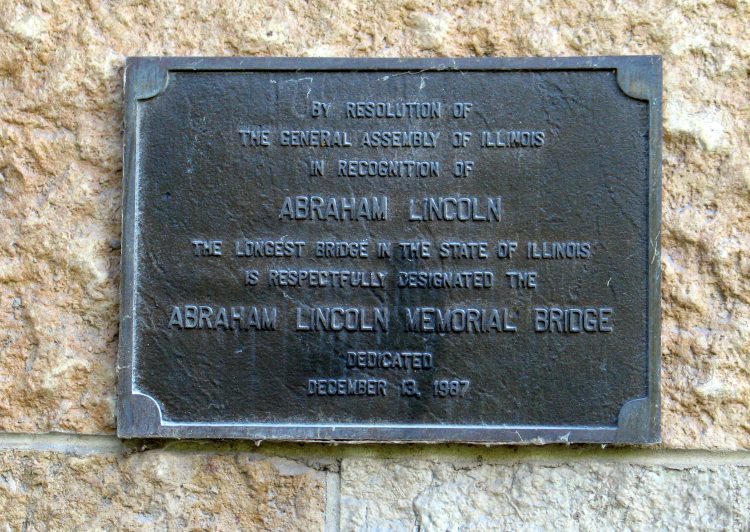 BY RESOLUTION OF
THE GENERAL ASSEMBLY OF ILLINOIS
IN RECOGNITION OF
ABRAHAM LINCOLN
THE LONGEST BRIDGE IN THE STATE OF ILLINOIS
IS RESPECTFULLY DESIGNATED THE
ABRAHAM LINCOLN MEMORIAL BRIDGE
DEDICATED
DECEMBER 13, 1987